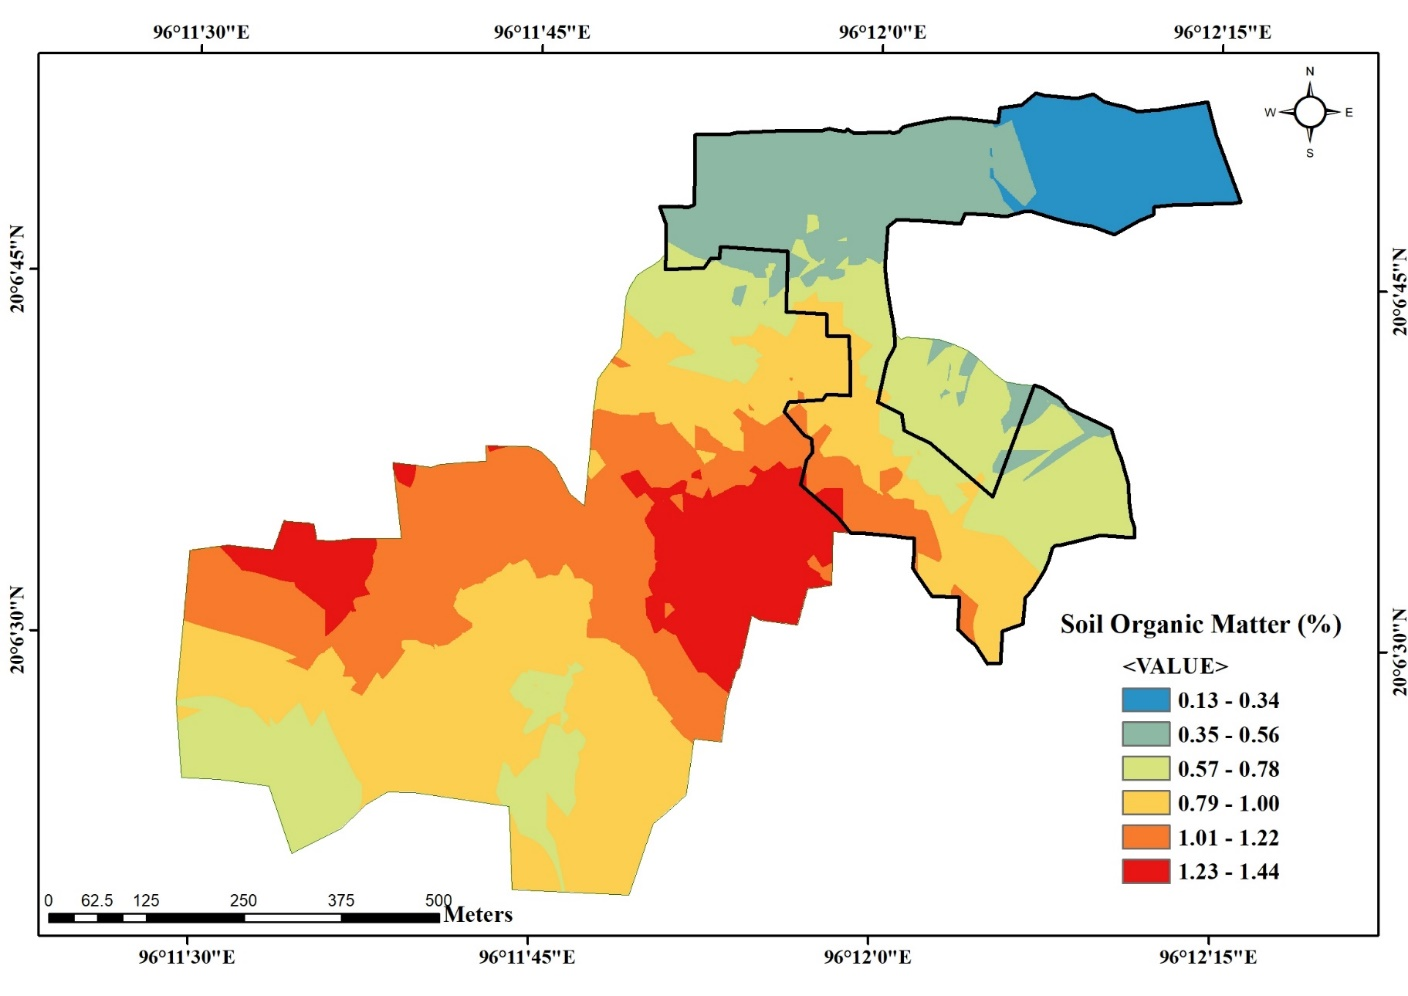 96°11'30"E 96°11'45"E 96°12'0"E 96°12'15"E
N
W E
S
20°6'45"N
20°6'45"N
20°6'30"N
20°6'30"N
Soil Organic Matter (%)
<VALUE>
0.13 - 0.34
0.35 - 0.56
0.57 - 0.78
0.79 - 1.00
1.01 - 1.22
1.23 - 1.44
0 62.5 125 250 375 500
Meters
96°11'30"E 96°11'45"E 96°12'0"E 96°12'15"E